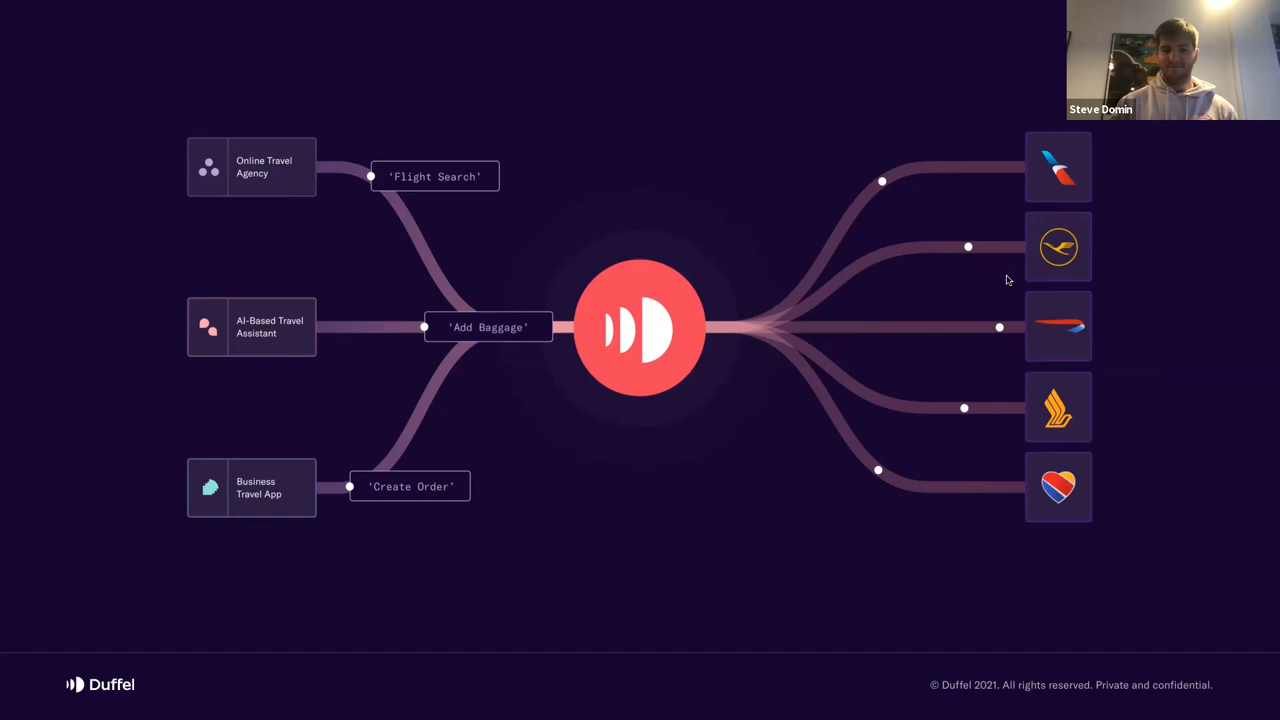 Steve Domin
Online Travel
Agency
'Flight Search'
AI-Based Travel
Assistant
'Add Baggage'
Business
Travel App
'Create Order'
Duffel
© Duffel 2021. All rights reserved. Private and confidential.